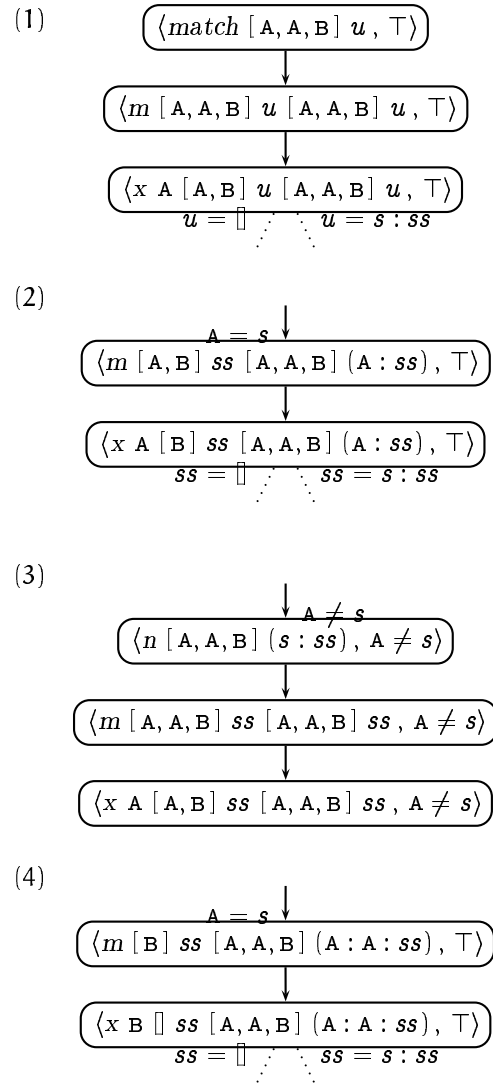 (1)
⟨match [A, A, B] u , ⊤⟩
⟨m [A, A, B] u [A, A, B] u , ⊤⟩
⟨x A [A, B] u [A, A, B] u , ⊤⟩
u = [] u = s : ss
(2)
A = s
⟨m [A, B] ss [A, A, B] (A : ss) , ⊤⟩
⟨x A [B] ss [A, A, B] (A : ss) , ⊤⟩
ss = [] ss = s : ss
(3)
A ≠ s
⟨n [A, A, B] (s : ss) , A ≠ s⟩
⟨m [A, A, B] ss [A, A, B] ss , A ≠ s⟩
⟨x A [A, B] ss [A, A, B] ss , A ≠ s⟩
(4)
A = s
⟨m [B] ss [A, A, B] (A : A : ss) , ⊤⟩
⟨x B [] ss [A, A, B] (A : A : ss) , ⊤⟩
ss = [] ss = s : ss